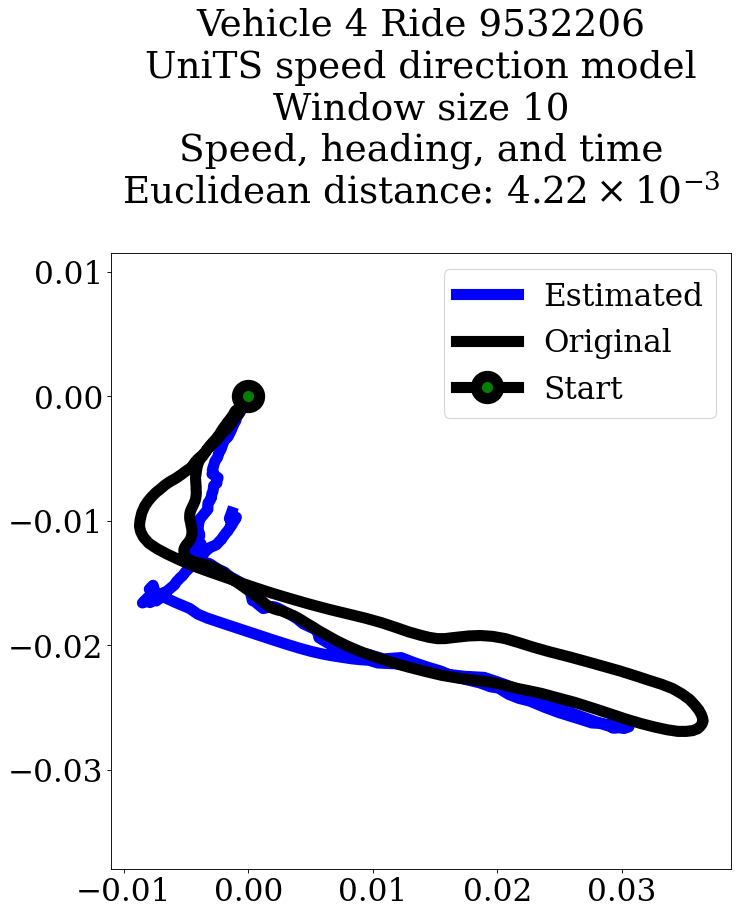 Vehicle 4 Ride 9532206
UniTS speed direction model
Window size 10
Speed, heading, and time
Euclidean distance: 4.22 × 10⁻³
Estimated
Original
Start
0.01
0.00
−0.01
−0.02
−0.03
−0.01 0.00 0.01 0.02 0.03